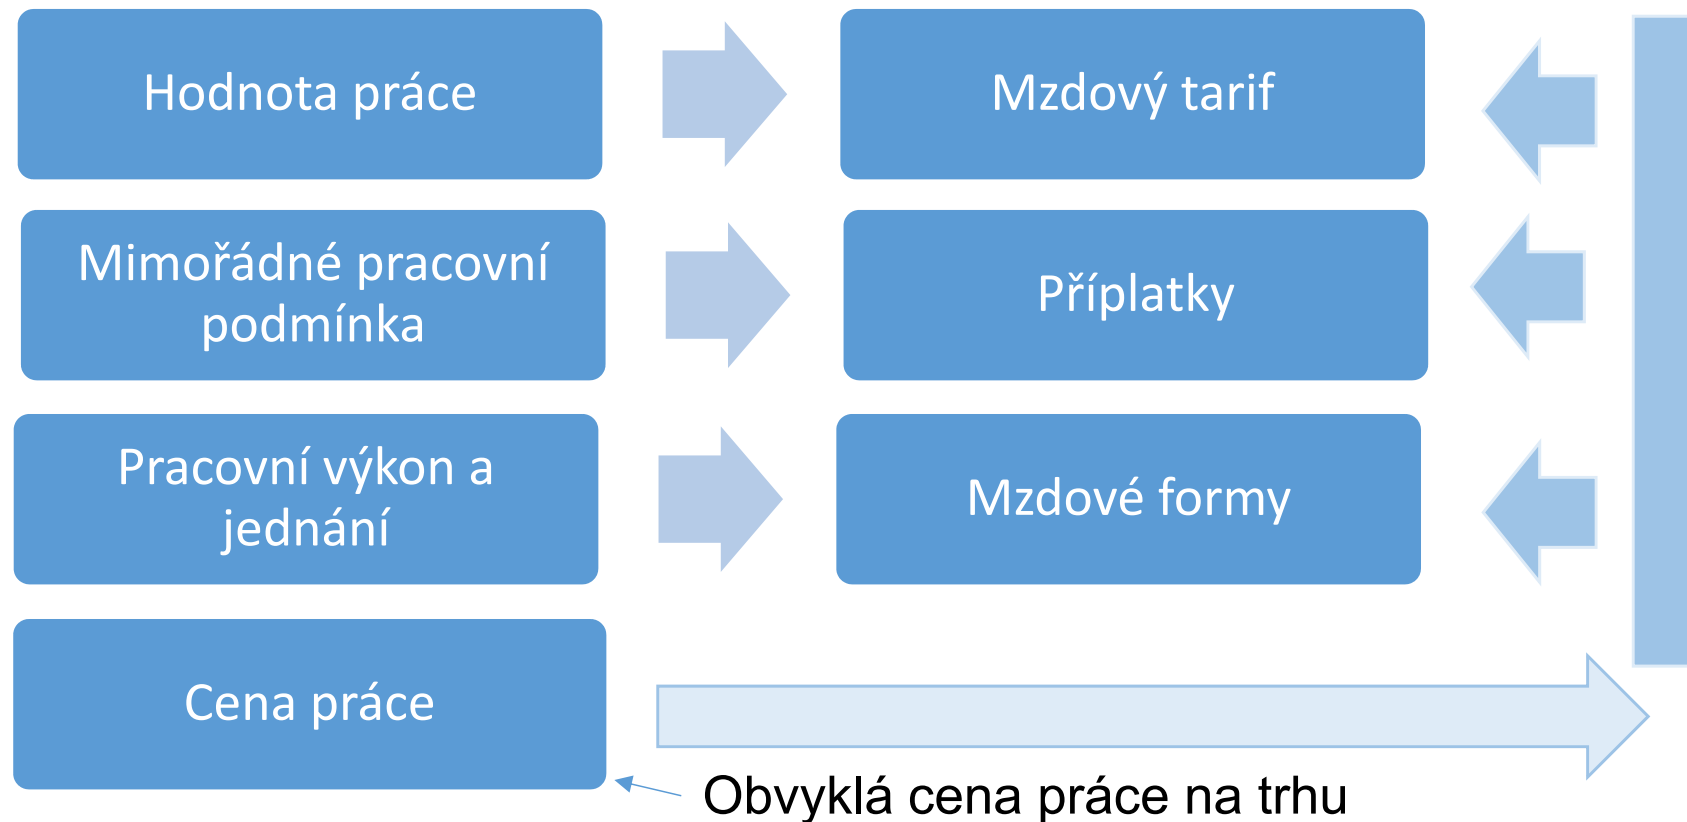 Hodnota práce
Mzdový tarif
Mimořádné pracovní
podmínka
Příplatky
Pracovní výkon a
jednání
Mzdové formy
Cena práce
Obvyklá cena práce na trhu